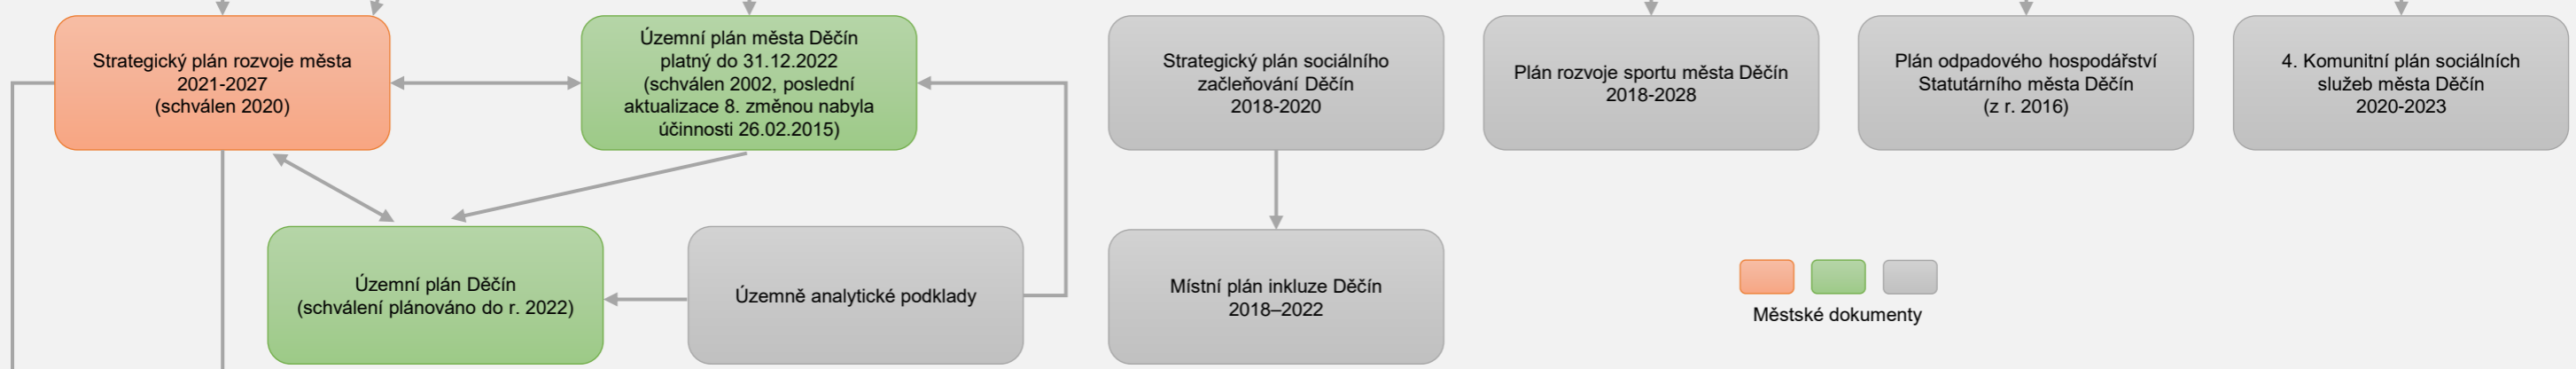 Strategický plán rozvoje města
2021-2027
(schválen 2020)
Územní plán města Děčín
platný do 31.12.2022
(schválen 2002, poslední
aktualizace 8. změnou nabyla
účinnosti 26.02.2015)
Strategický plán sociálního
začleňování Děčín
2018-2020
Plán rozvoje sportu města Děčín
2018-2028
Plán odpadového hospodářství
Statutárního města Děčín
(z r. 2016)
4. Komunitní plán sociálních
služeb města Děčín
2020-2023
Územní plán Děčín
(schválení plánováno do r. 2022)
Územně analytické podklady
Místní plán inkluze Děčín
2018–2022
Městské dokumenty